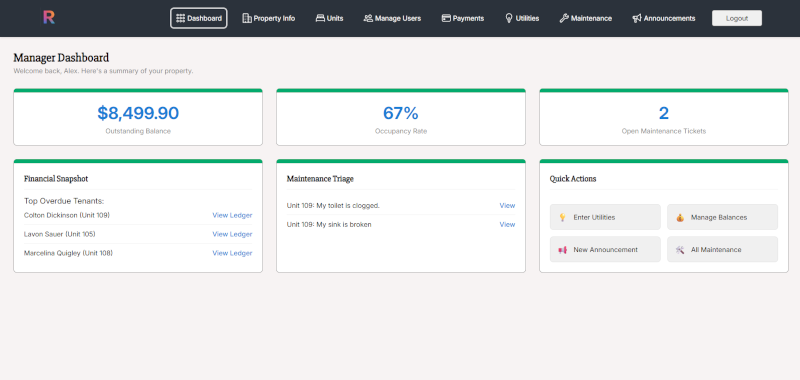 R
Dashboard
Property Info
Units
Manage Users
Payments
Utilities
Maintenance
Announcements
Logout
Manager Dashboard
Welcome back, Alex. Here's a summary of your property.
$8,499.90
Outstanding Balance
67%
Occupancy Rate
2
Open Maintenance Tickets
Financial Snapshot
Top Overdue Tenants:
Colton Dickinson (Unit 109) View Ledger
Lavon Sauer (Unit 105) View Ledger
Marcelina Quigley (Unit 108) View Ledger
Maintenance Triage
Unit 109: My toilet is clogged. View
Unit 109: My sink is broken View
Quick Actions
Enter Utilities
Manage Balances
New Announcement
All Maintenance